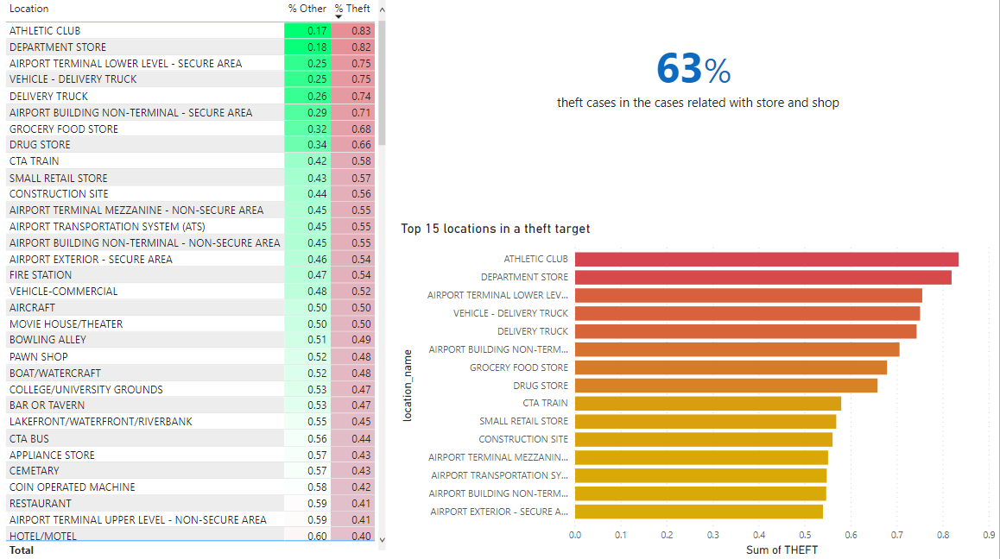 Location % Other % Theft
ATHLETIC CLUB 0.17 0.83
DEPARTMENT STORE 0.18 0.82
AIRPORT TERMINAL LOWER LEVEL - SECURE AREA 0.25 0.75
VEHICLE - DELIVERY TRUCK 0.25 0.75
DELIVERY TRUCK 0.26 0.74
AIRPORT BUILDING NON-TERMINAL - SECURE AREA 0.29 0.71
GROCERY FOOD STORE 0.32 0.68
DRUG STORE 0.34 0.66
CTA TRAIN 0.42 0.58
SMALL RETAIL STORE 0.43 0.57
CONSTRUCTION SITE 0.44 0.56
AIRPORT TERMINAL MEZZANINE - NON-SECURE AREA 0.45 0.55
AIRPORT TRANSPORTATION SYSTEM (ATS) 0.45 0.55
AIRPORT BUILDING NON-TERMINAL - NON-SECURE AREA 0.45 0.55
AIRPORT EXTERIOR - SECURE AREA 0.46 0.54
FIRE STATION 0.47 0.54
VEHICLE-COMMERCIAL 0.48 0.52
AIRCRAFT 0.50 0.50
MOVIE HOUSE/THEATER 0.50 0.50
BOWLING ALLEY 0.51 0.49
PAWN SHOP 0.52 0.48
BOAT/WATERCRAFT 0.52 0.48
COLLEGE/UNIVERSITY GROUNDS 0.53 0.47
BAR OR TAVERN 0.53 0.47
LAKEFRONT/WATERFRONT/RIVERBANK 0.55 0.45
CTA BUS 0.56 0.44
APPLIANCE STORE 0.57 0.43
CEMETARY 0.57 0.43
COIN OPERATED MACHINE 0.58 0.42
RESTAURANT 0.59 0.41
AIRPORT TERMINAL UPPER LEVEL - NON-SECURE AREA 0.59 0.41
HOTEL/MOTEL 0.60 0.40
Total
63%
theft cases in the cases related with store and shop
Top 15 locations in a theft target
location_name
ATHLETIC CLUB
DEPARTMENT STORE
AIRPORT TERMINAL LOWER LEV...
VEHICLE - DELIVERY TRUCK
DELIVERY TRUCK
AIRPORT BUILDING NON-TERM...
GROCERY FOOD STORE
DRUG STORE
CTA TRAIN
SMALL RETAIL STORE
CONSTRUCTION SITE
AIRPORT TERMINAL MEZZANIN...
AIRPORT TRANSPORTATION SY...
AIRPORT BUILDING NON-TERM...
AIRPORT EXTERIOR - SECURE A...
0.0 0.1 0.2 0.3 0.4 0.5 0.6 0.7 0.8 0.9
Sum of THEFT